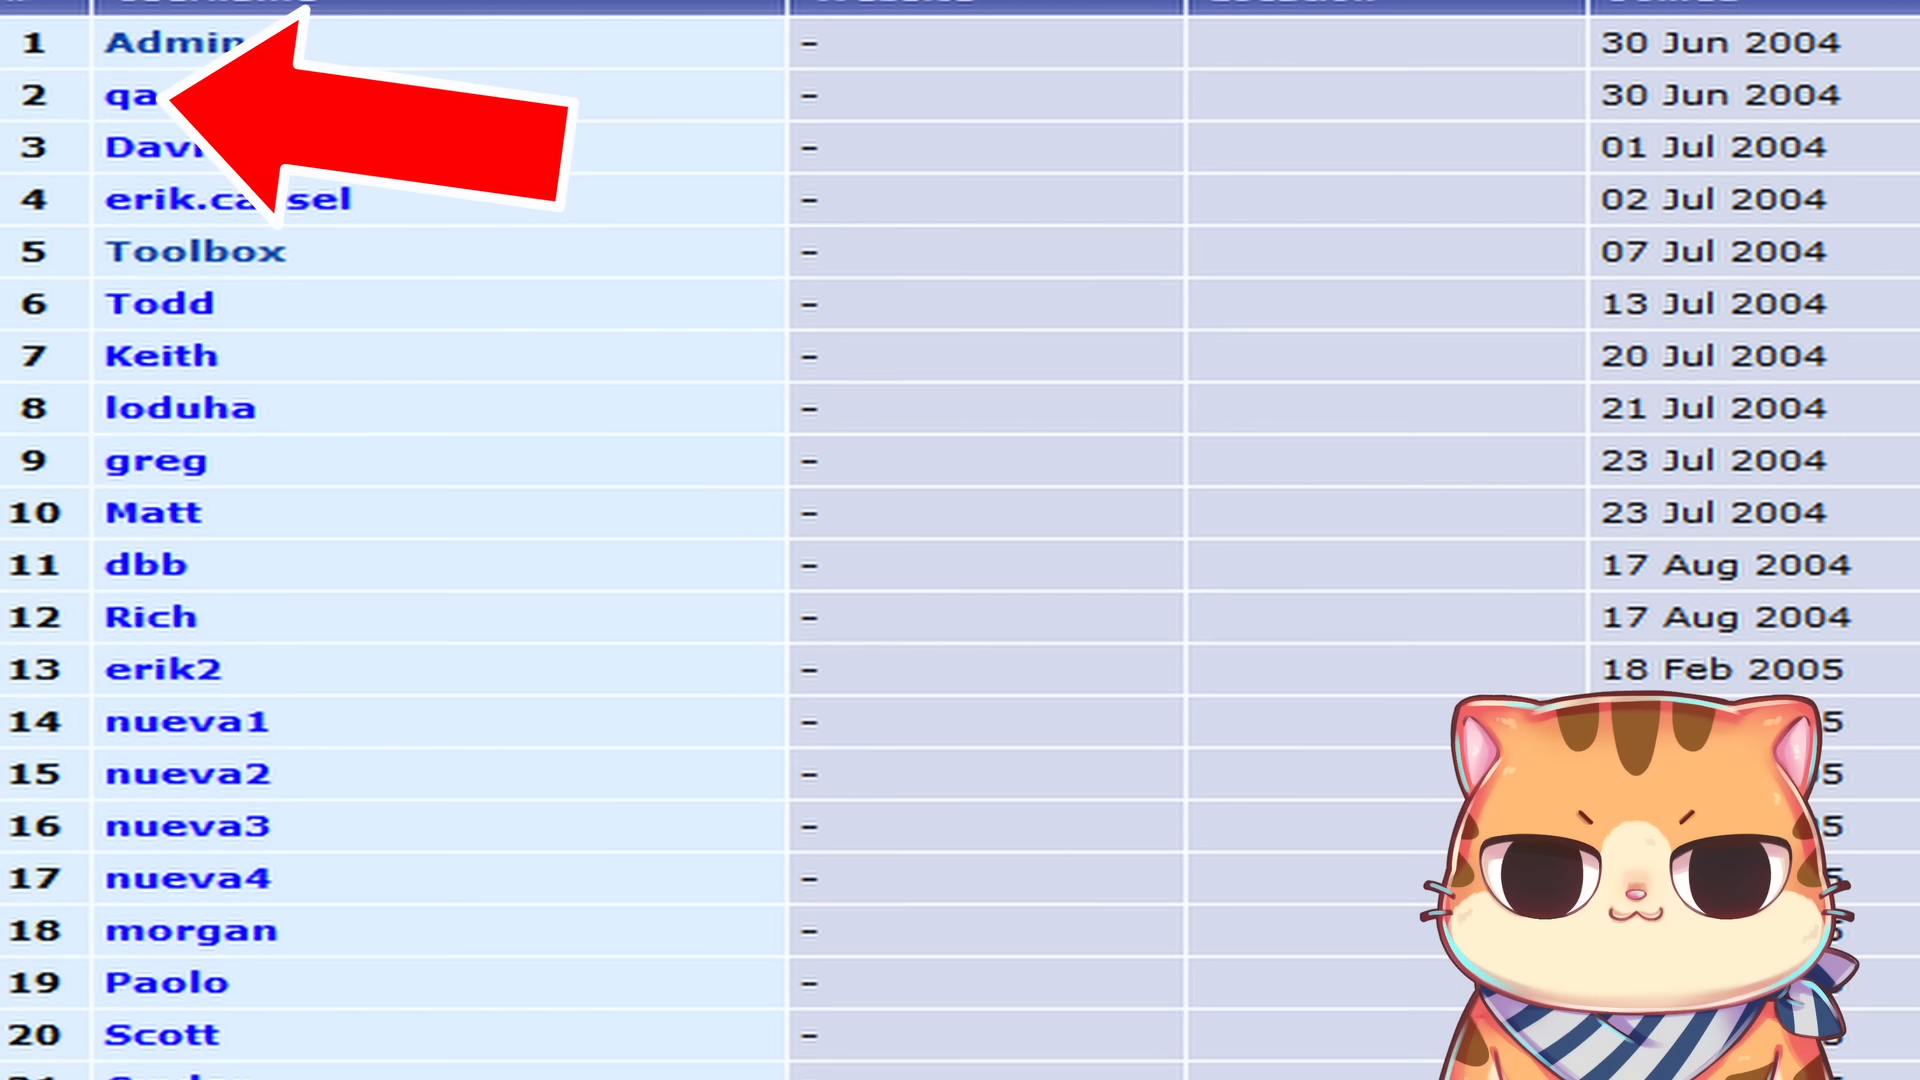 1 Admin - 30 Jun 2004
2 qa - 30 Jun 2004
3 - 01 Jul 2004
4 - 02 Jul 2004
5 Toolbox - 07 Jul 2004
6 Todd - 13 Jul 2004
7 Keith - 20 Jul 2004
8 loduha - 21 Jul 2004
9 greg - 23 Jul 2004
10 Matt - 23 Jul 2004
11 dbb - 17 Aug 2004
12 Rich - 17 Aug 2004
13 erik2 - 18 Feb 2005
14 nueva1 -
15 nueva2 -
16 nueva3 -
17 nueva4 -
18 morgan -
19 Paolo -
20 Scott -